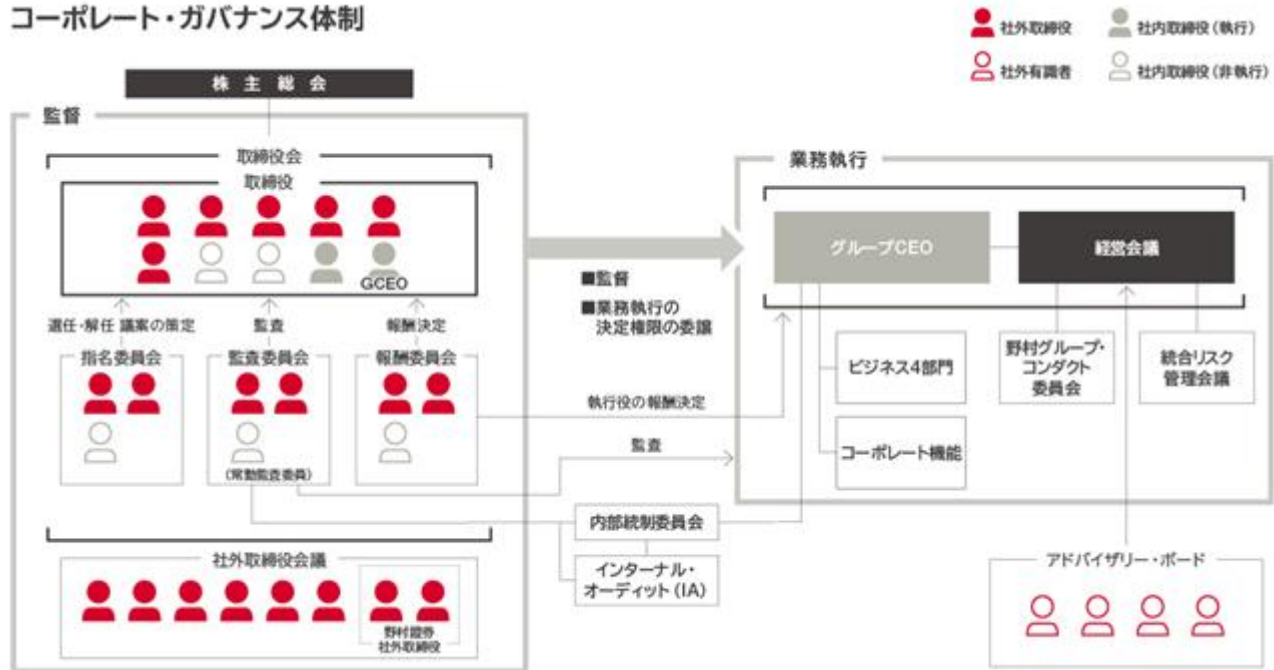 コーポレート・ガバナンス体制
社外取締役
社内取締役(執行)
社外有識者
社内取締役(非執行)
株主総会
監督
取締役会
取締役
GCEO
選任・解任 議案の策定
監査
報酬決定
指名委員会
監査委員会
(常勤監査委員)
報酬委員会
社外取締役会議
野村證券
社外取締役
■監督
■業務執行の
決定権限の委譲
執行役の報酬決定
監査
内部統制委員会
インターナル・
オーディット(IA)
業務執行
グループCEO
経営会議
ビジネス4部門
コーポレート機能
野村グループ・
コンダクト
委員会
統合リスク
管理会議
アドバイザリー・ボード